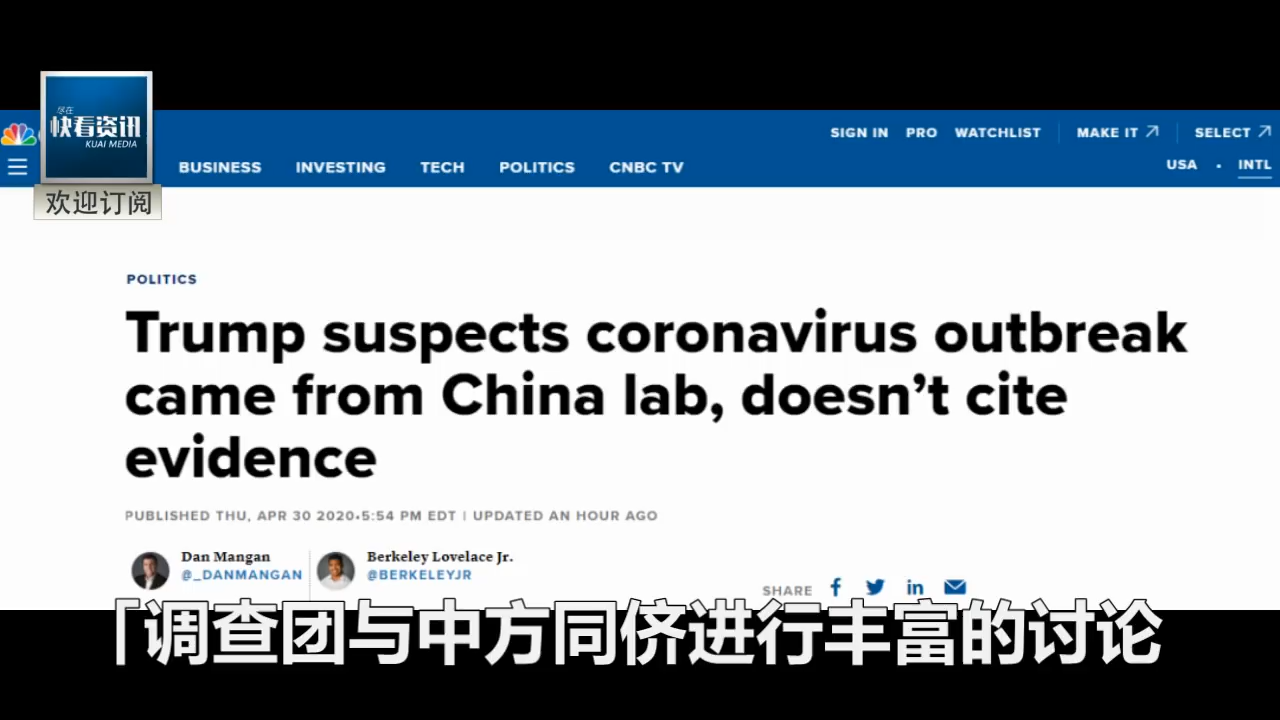 尽在
快看资讯
KUAI MEDIA
欢迎订阅
SIGN IN PRO WATCHLIST MAKE IT SELECT
BUSINESS INVESTING TECH POLITICS CNBC TV USA • INTL
POLITICS
Trump suspects coronavirus outbreak
came from China lab, doesn’t cite
evidence
PUBLISHED THU, APR 30 2020•5:54 PM EDT | UPDATED AN HOUR AGO
Dan Mangan
@_DANMANGAN
Berkeley Lovelace Jr.
@BERKELEYJR
SHARE
「调查团与中方同侪进行丰富的讨论